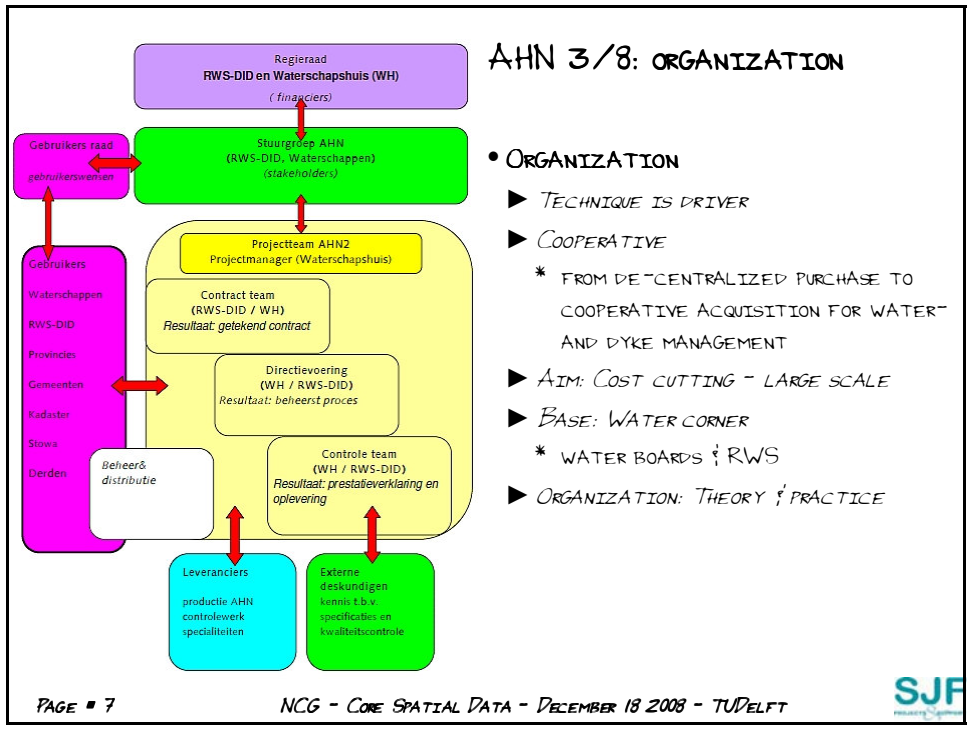 AHN 3/8: ORGANIZATION
Regieraad
RWS-DID en Waterschapshuis (WH)
( financiers)
Stuurgroep AHN
(RWS-DID, Waterschappen)
(stakeholders)
Gebruikers raad
gebruikerswensen
Projectteam AHN2
Projectmanager (Waterschapshuis)
Contract team
(RWS-DID / WH)
Resultaat: getekend contract
Directievoering
(WH / RWS-DID)
Resultaat: beheerst proces
Controle team
(WH / RWS-DID)
Resultaat: prestatieverklaring en
oplevering
Gebruikers
Waterschappen
RWS-DID
Provincies
Gemeenten
Kadaster
Stowa
Derden
Beheer&
distributie
Leveranciers
productie AHN
controlewerk
specialiteiten
Externe
deskundigen
kennis t.b.v.
specificaties en
kwaliteitscontrole
• ORGANIZATION
► TECHNIQUE IS DRIVER
► COOPERATIVE
* FROM DE-CENTRALIZED PURCHASE TO
COOPERATIVE ACQUISITION FOR WATER-
AND DYKE MANAGEMENT
► AIM: COST CUTTING - LARGE SCALE
► BASE: WATER CORNER
* WATER BOARDS & RWS
► ORGANIZATION: THEORY & PRACTICE
PAGE ▪ 7
NCG - CORE SPATIAL DATA - DECEMBER 18 2008 - TUDELFT
SJF
PROJECTS